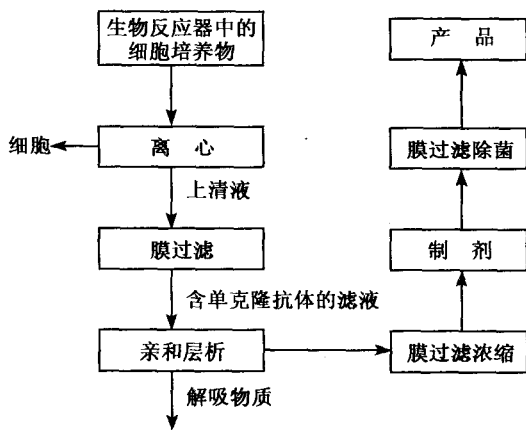 生物反应器中的
细胞培养物
细胞
离 心
上清液
膜过滤
含单克隆抗体的滤液
亲和层析
解吸物质
膜过滤浓缩
制 剂
膜过滤除菌
产 品